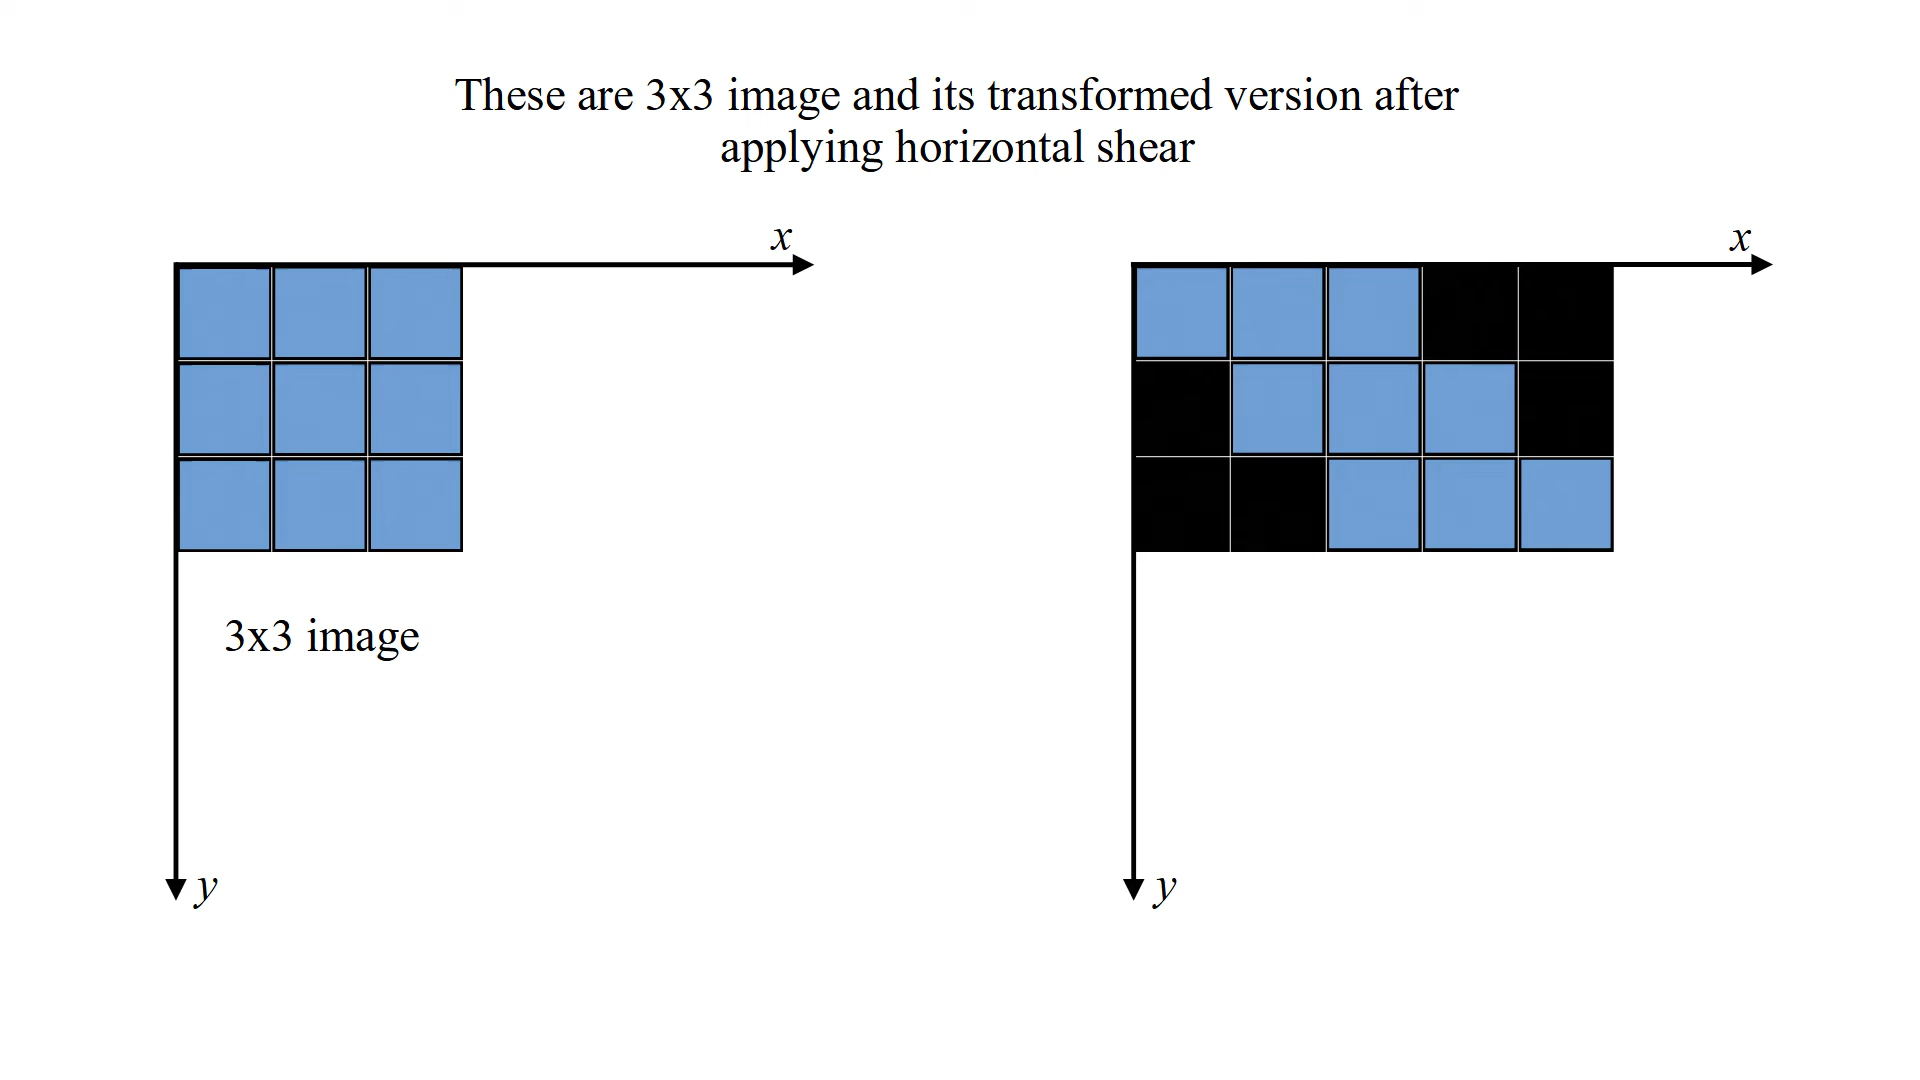 These are 3x3 image and its transformed version after
applying horizontal shear
x
x
3x3 image
y
y